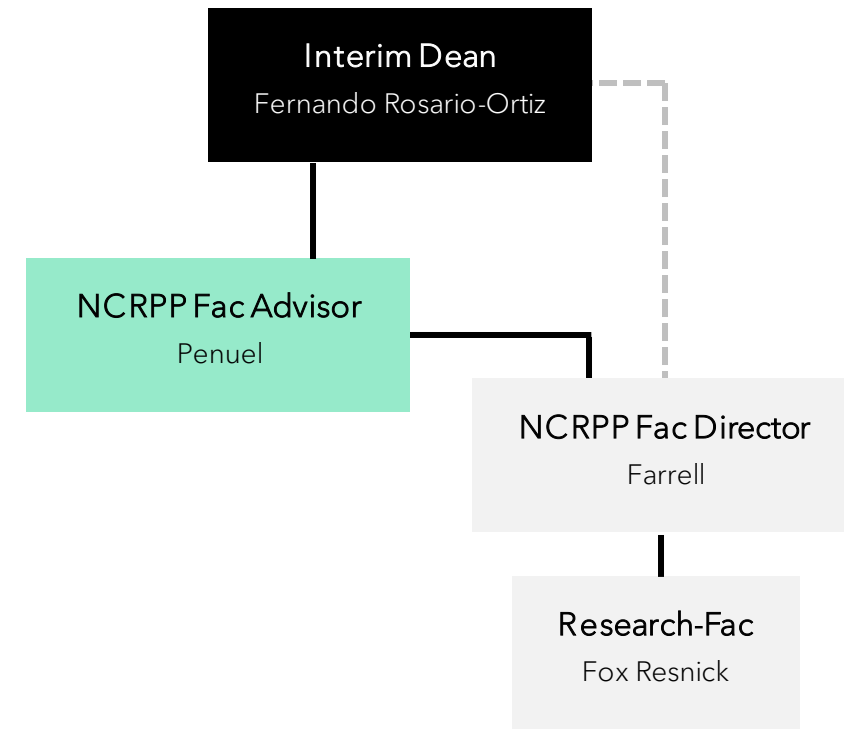 Interim Dean
Fernando Rosario-Ortiz
NCRPP Fac Advisor
Penuel
NCRPP Fac Director
Farrell
Research-Fac
Fox Resnick